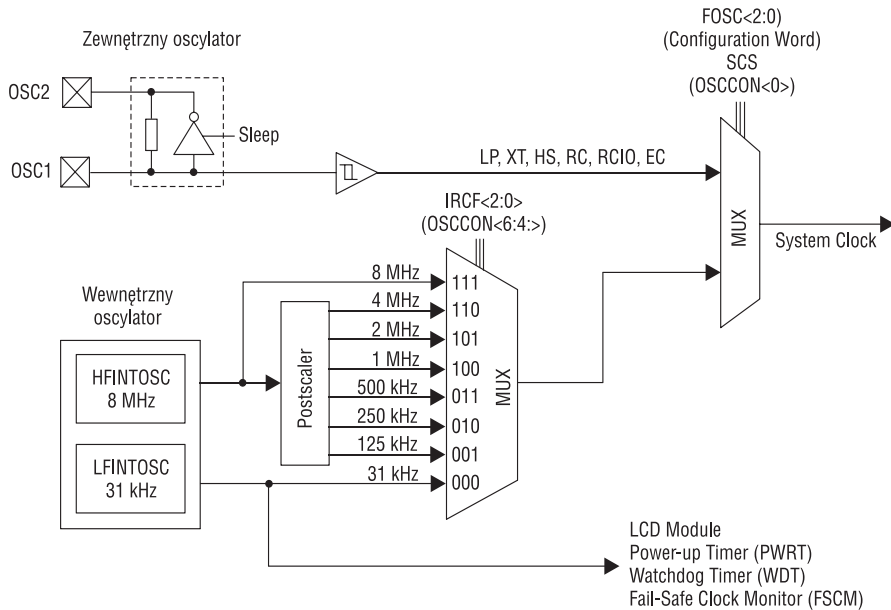 FOSC<2:0)
(Configuration Word)
SCS
(OSCCON<0>)
Zewnętrzny oscylator
OSC2
Sleep
OSC1
LP, XT, HS, RC, RCIO, EC
MUX
System Clock
IRCF<2:0>
(OSCCON<6:4:>)
Wewnętrzny
oscylator
HFINTOSC
8 MHz
LFINTOSC
31 kHz
Postscaler
8 MHz
111
4 MHz
110
2 MHz
101
1 MHz
100
500 kHz
011
250 kHz
010
125 kHz
001
31 kHz
000
MUX
LCD Module
Power-up Timer (PWRT)
Watchdog Timer (WDT)
Fail-Safe Clock Monitor (FSCM)